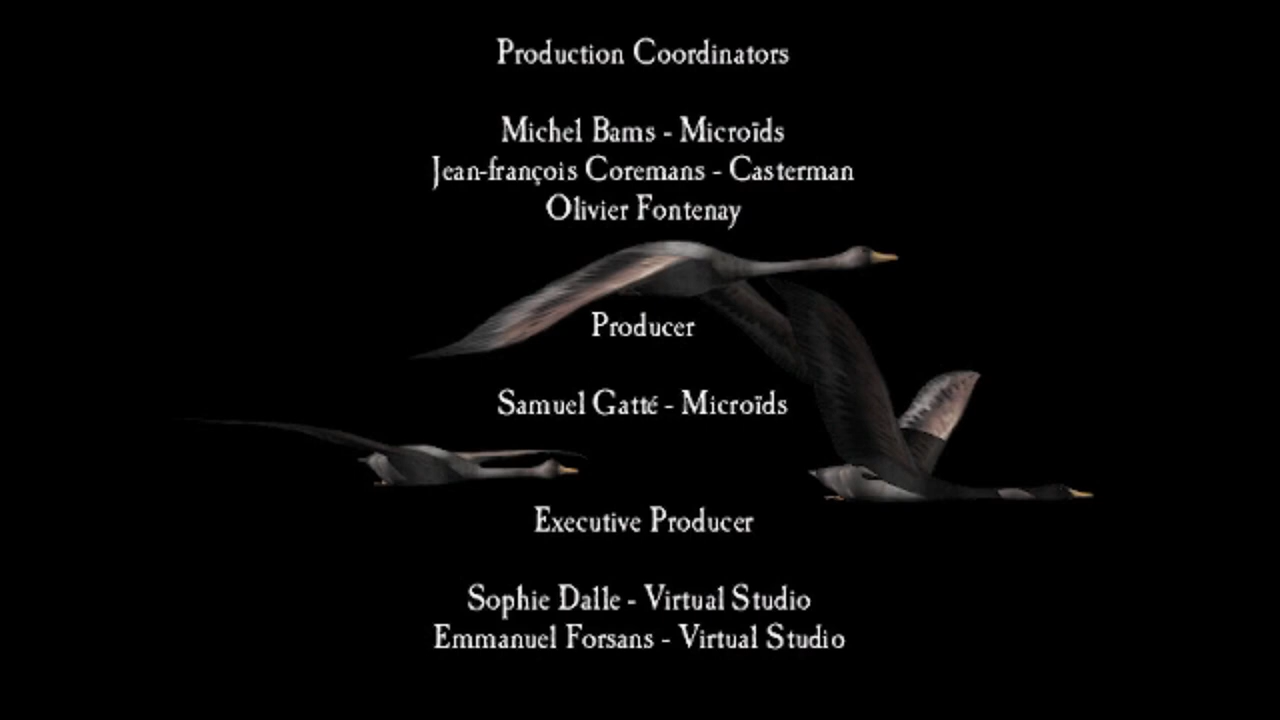 Production Coordinators
Michel Bams - Microïds
Jean-françois Coremans - Casterman
Olivier Fontenay
Producer
Samuel Gatté - Microïds
Executive Producer
Sophie Dalle - Virtual Studio
Emmanuel Forsans - Virtual Studio